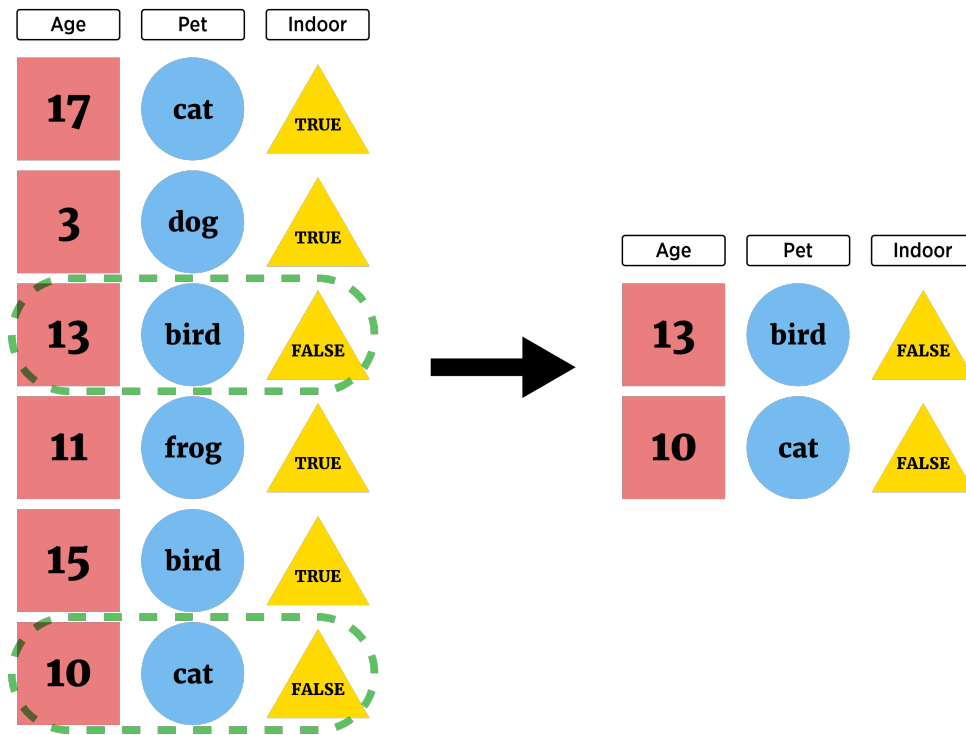 Age Pet Indoor
17 cat TRUE
3 dog TRUE
13 bird FALSE
11 frog TRUE
15 bird TRUE
10 cat FALSE
Age Pet Indoor
13 bird FALSE
10 cat FALSE